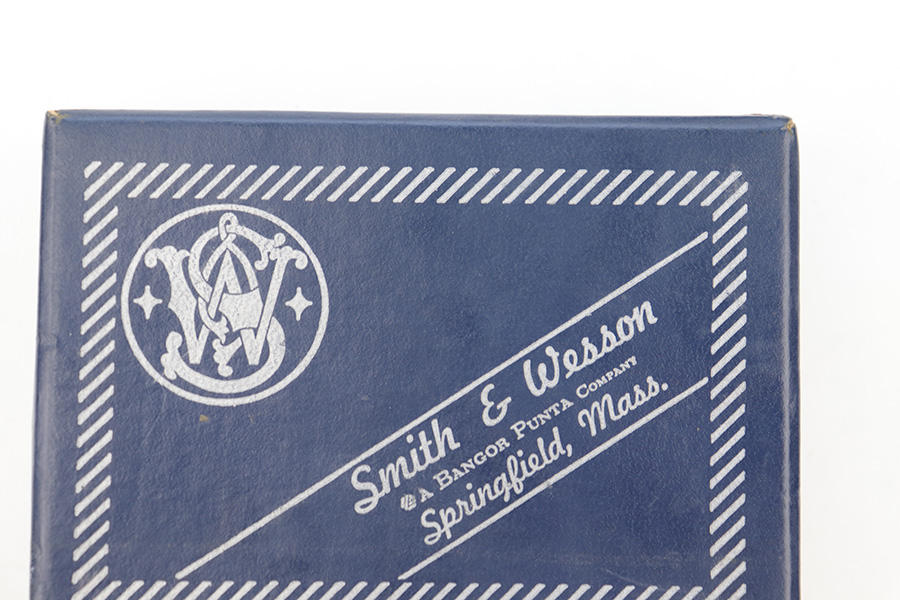 S&W
Smith & Wesson
A BANGOR PUNTA COMPANY
Springfield, Mass.